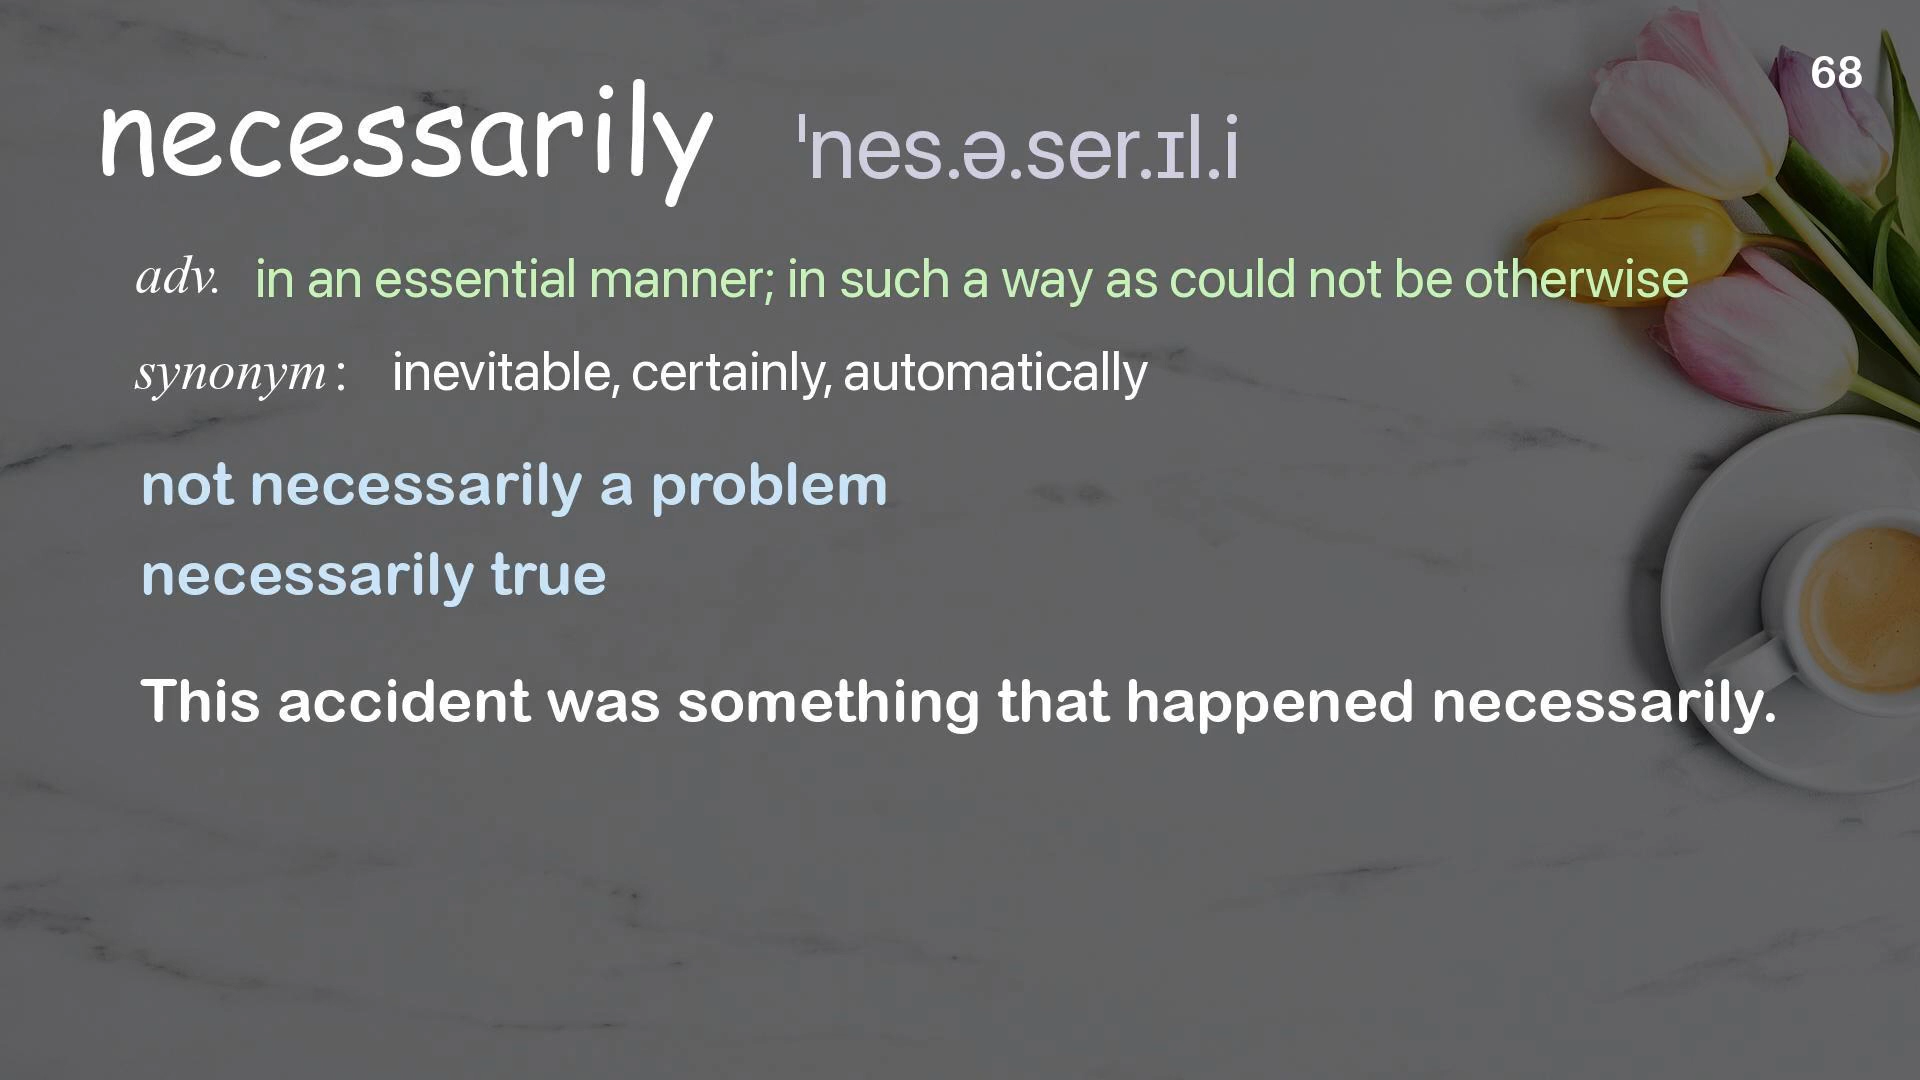 68
necessarily ˈnes.ə.ser.ɪl.i
adv. in an essential manner; in such a way as could not be otherwise
synonym: inevitable, certainly, automatically
not necessarily a problem
necessarily true
This accident was something that happened necessarily.